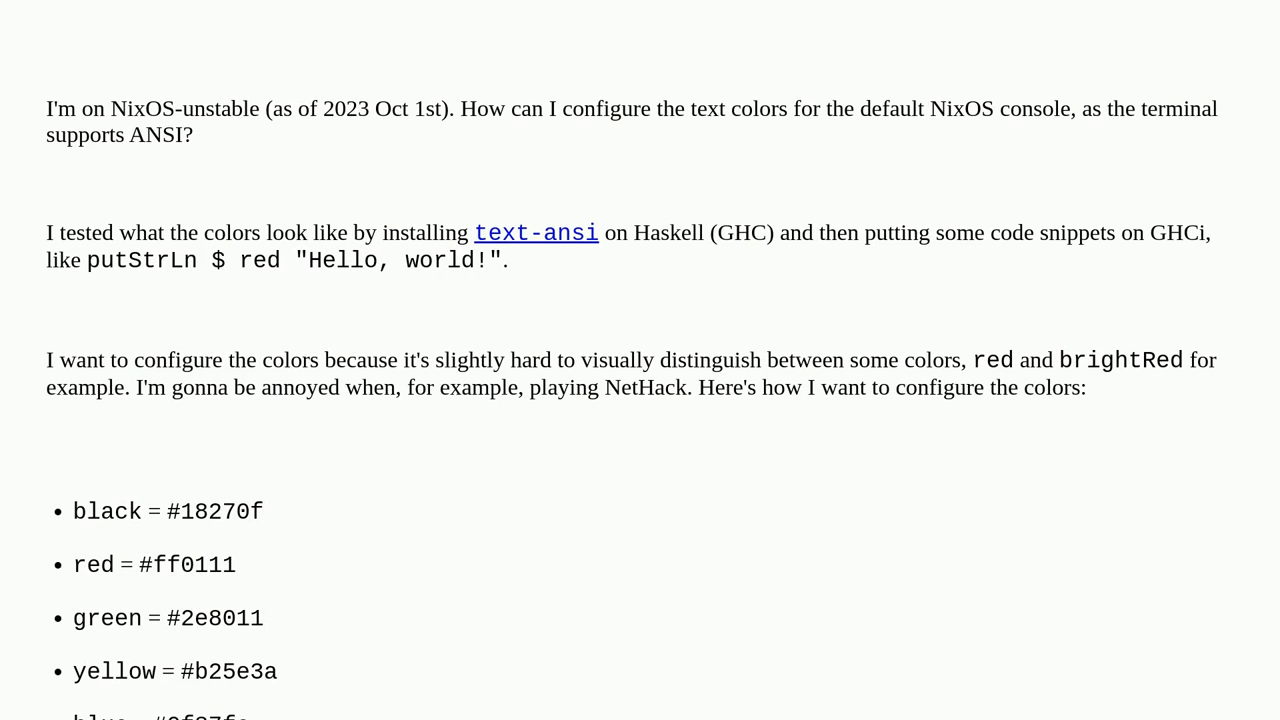 I'm on NixOS-unstable (as of 2023 Oct 1st). How can I configure the text colors for the default NixOS console, as the terminal
supports ANSI?
I tested what the colors look like by installing text-ansi on Haskell (GHC) and then putting some code snippets on GHCi,
like putStrLn $ red "Hello, world!".
I want to configure the colors because it's slightly hard to visually distinguish between some colors, red and brightRed for
example. I'm gonna be annoyed when, for example, playing NetHack. Here's how I want to configure the colors:
• black = #18270f
• red = #ff0111
• green = #2e8011
• yellow = #b25e3a